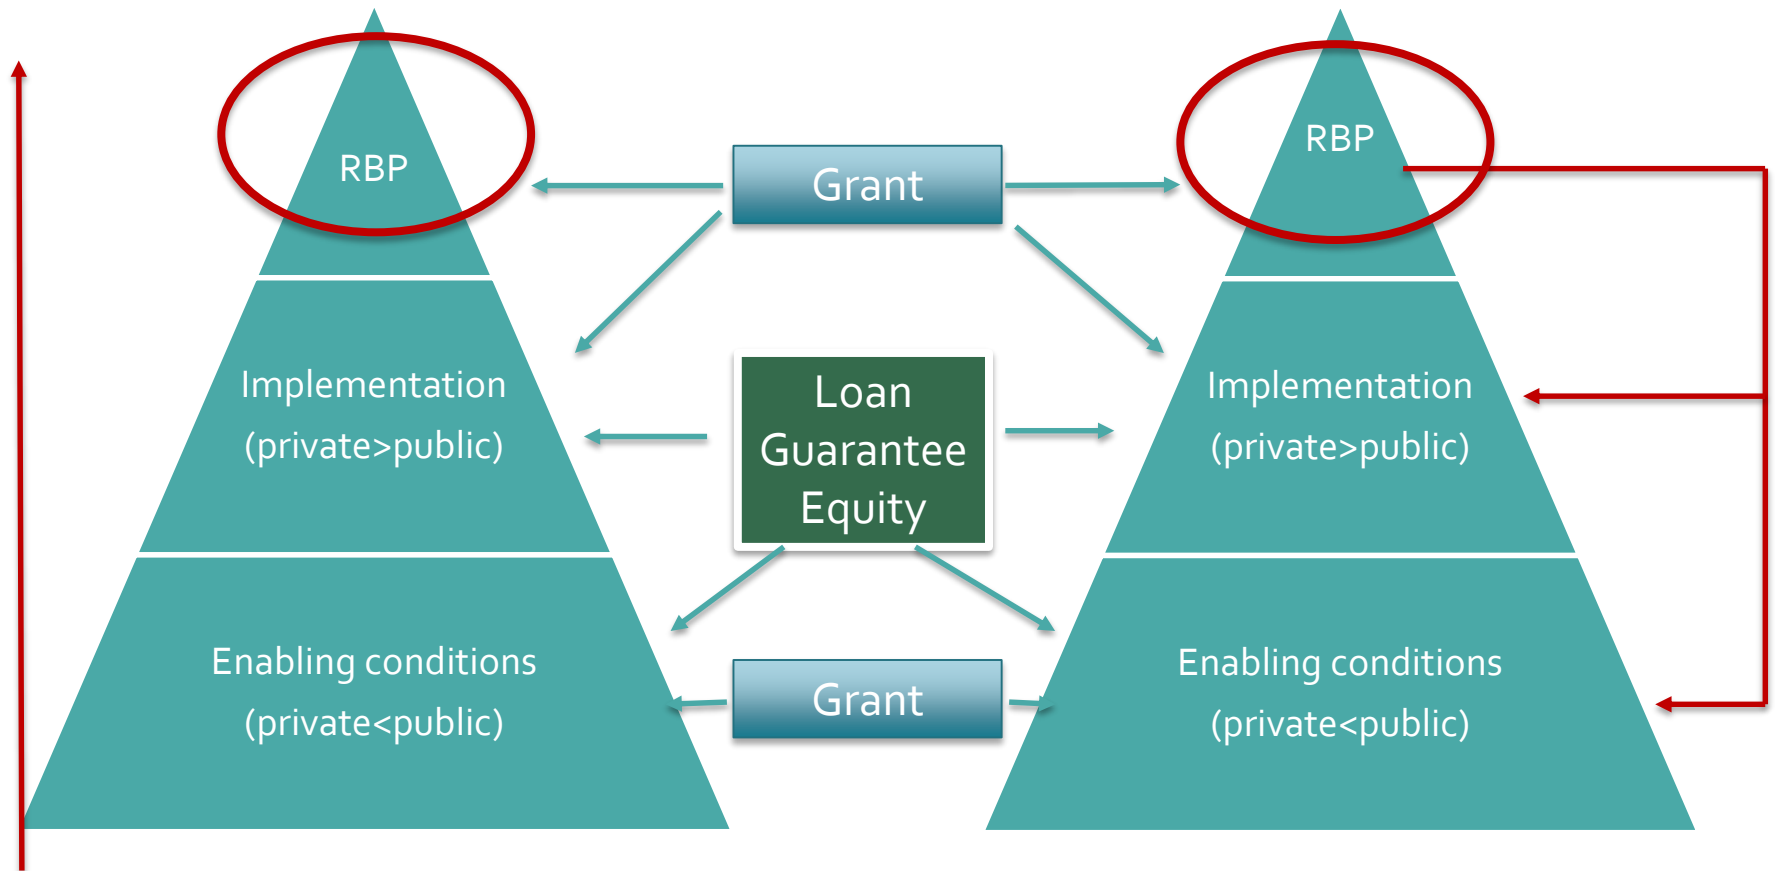 RBP
Implementation
(private>public)
Enabling conditions
(private<public)
Grant
Loan
Guarantee
Equity
Grant
RBP
Implementation
(private>public)
Enabling conditions
(private<public)